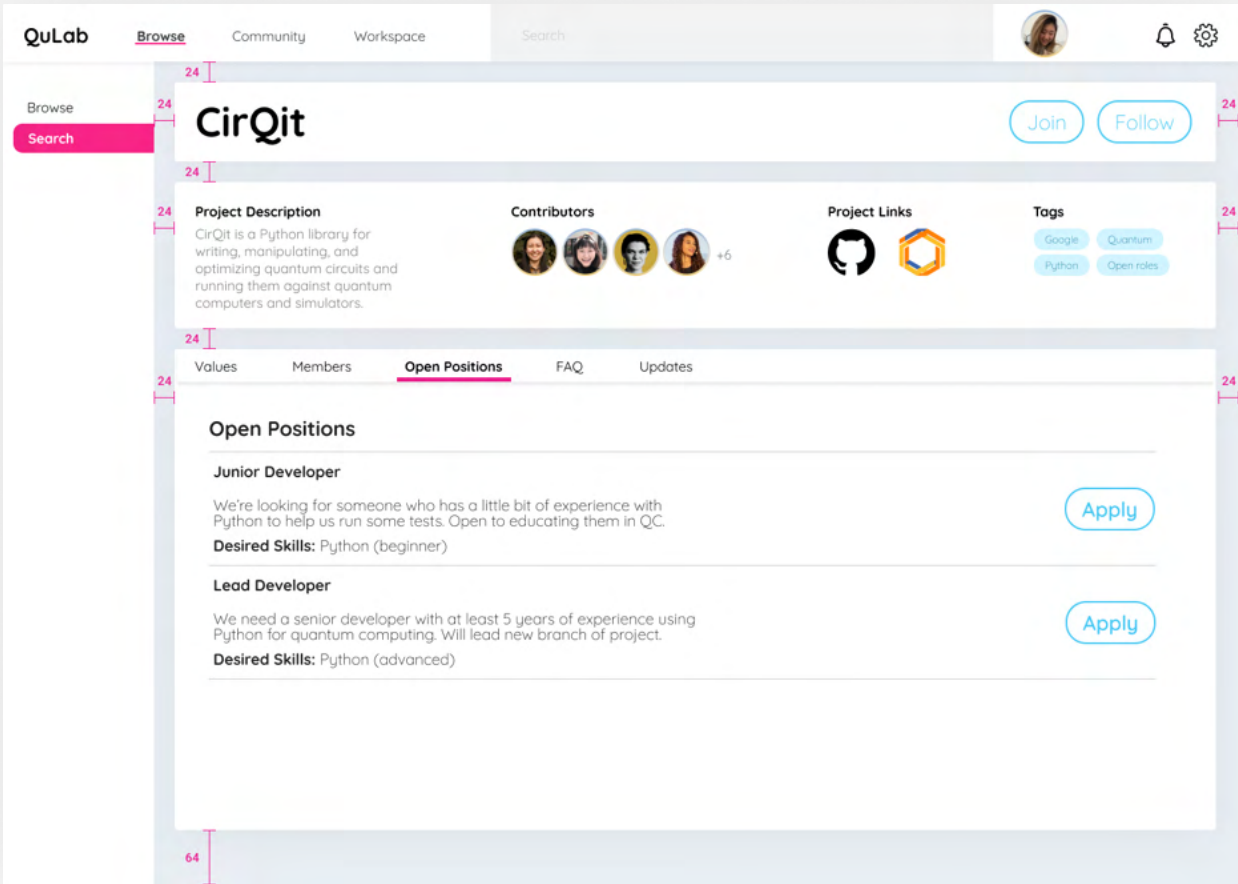 QuLab
Browse
Community
Workspace
Search
24
Browse
Search
24
CirQit
Join
Follow
24
24
24
Project Description
CirQit is a Python library for
writing, manipulating, and
optimizing quantum circuits and
running them against quantum
computers and simulators.
Contributors
+6
Project Links
Tags
Google
Quantum
Python
Open roles
24
24
Values
Members
Open Positions
FAQ
Updates
24
24
Open Positions
Junior Developer
We're looking for someone who has a little bit of experience with
Python to help us run some tests. Open to educating them in QC.
Desired Skills: Python (beginner)
Apply
Lead Developer
We need a senior developer with at least 5 years of experience using
Python for quantum computing. Will lead new branch of project.
Desired Skills: Python (advanced)
Apply
64